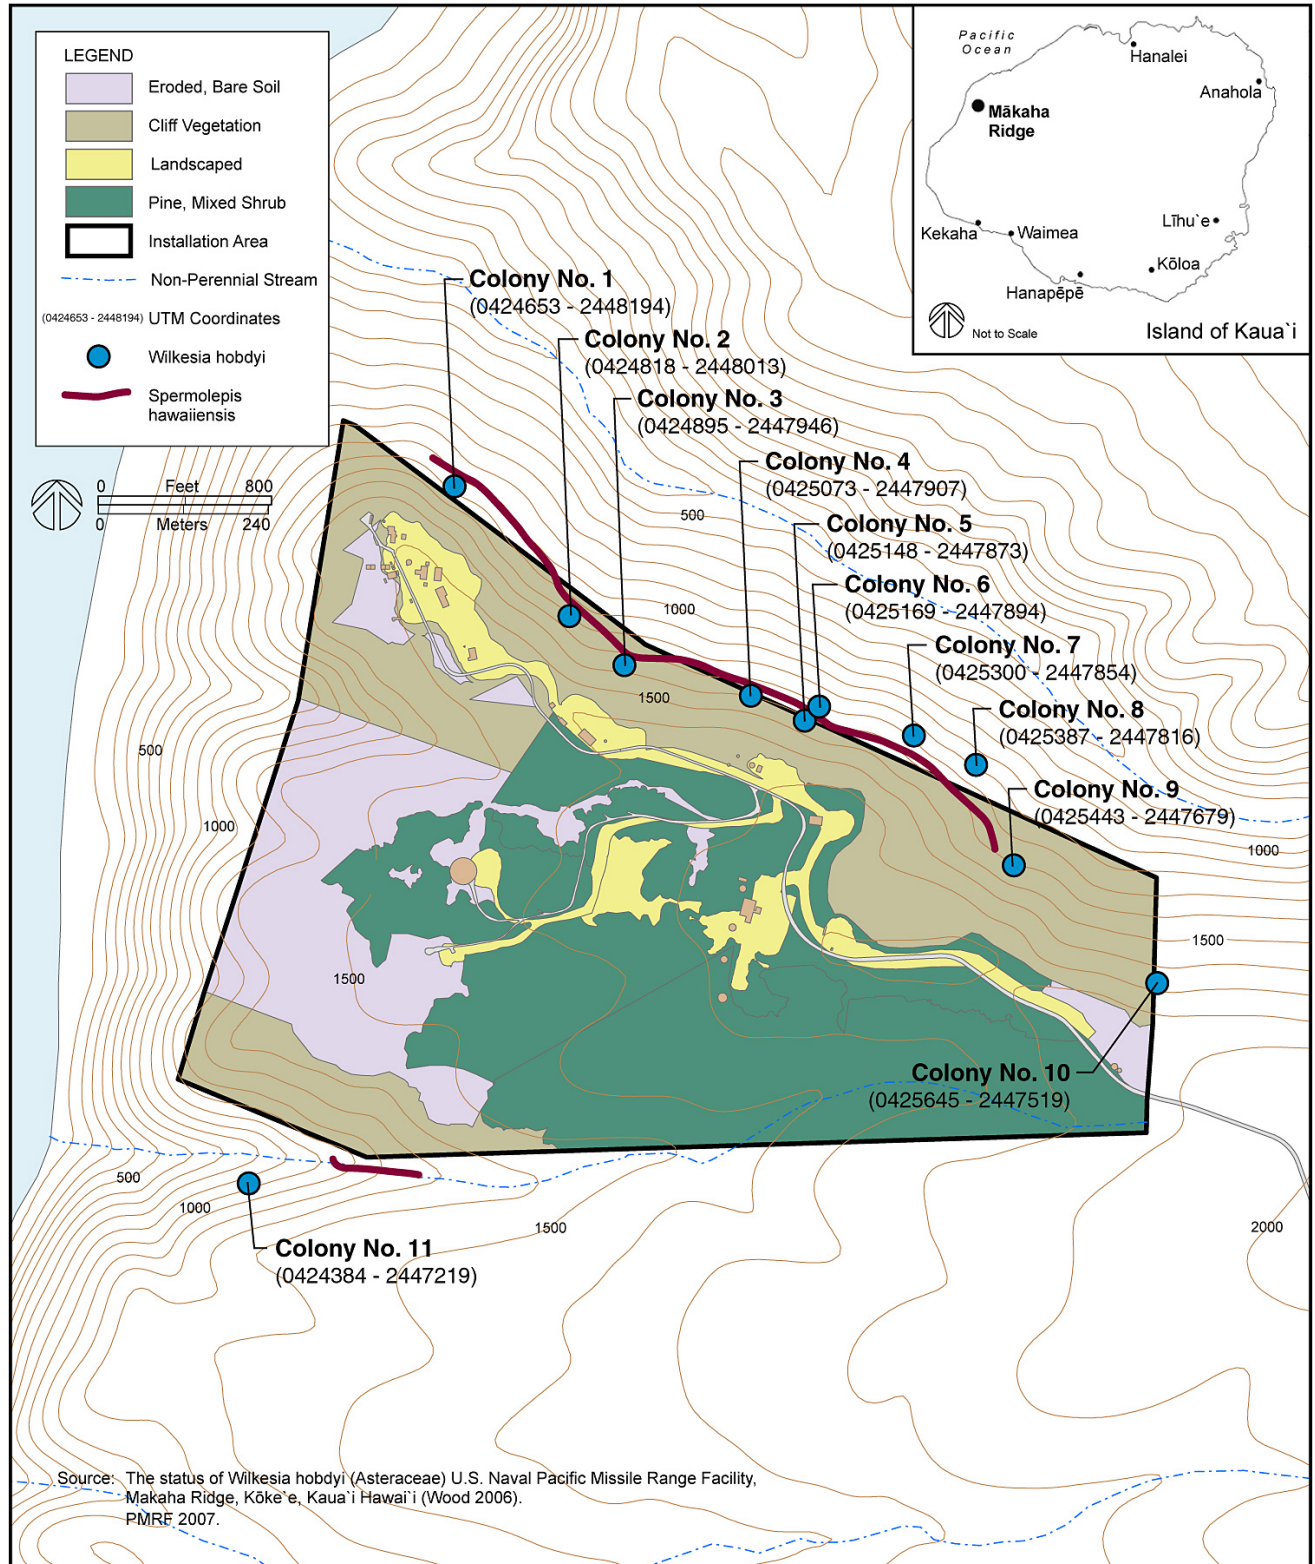 LEGEND
Eroded, Bare Soil
Cliff Vegetation
Landscaped
Pine, Mixed Shrub
Installation Area
Non-Perennial Stream
(0424653 - 2448194) UTM Coordinates
Wilkesia hobdyi
Spermolepis
hawaiiensis
0 Feet 800
0 Meters 240
Pacific
Ocean
Hanalei
Anahola
Mākaha
Ridge
Līhu`e
Kekaha
Waimea
Kōloa
Hanapēpē
Not to Scale
Island of Kaua`i
Colony No. 1
(0424653 - 2448194)
Colony No. 2
(0424818 - 2448013)
Colony No. 3
(0424895 - 2447946)
Colony No. 4
(0425073 - 2447907)
500
Colony No. 5
(0425148 - 2447873)
Colony No. 6
(0425169 - 2447894)
1000
Colony No. 7
(0425300 - 2447854)
1500
Colony No. 8
(0425387 - 2447816)
500
Colony No. 9
(0425443 - 2447679)
1000
1000
1500
1500
Colony No. 10
(0425645 - 2447519)
500
1000
1500
2000
Colony No. 11
(0424384 - 2447219)
Source: The status of Wilkesia hobdyi (Asteraceae) U.S. Naval Pacific Missile Range Facility,
Makaha Ridge, Kōke`e, Kaua`i Hawai`i (Wood 2006).
PMRF 2007.